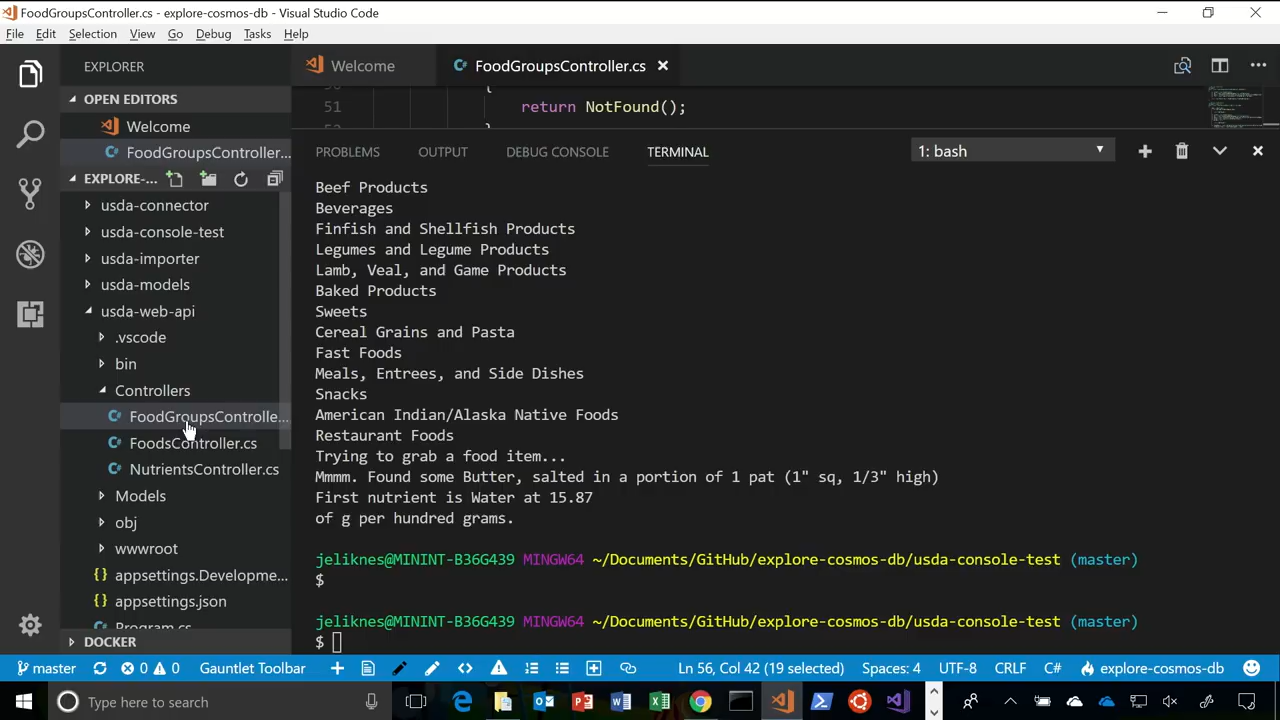 FoodGroupsController.cs - explore-cosmos-db - Visual Studio Code
File Edit Selection View Go Debug Tasks Help
EXPLORER
OPEN EDITORS
Welcome
FoodGroupsController...
EXPLORE-...
usda-connector
usda-console-test
usda-importer
usda-models
usda-web-api
.vscode
bin
Controllers
FoodGroupsControlle...
FoodsController.cs
NutrientsController.cs
Models
obj
wwwroot
appsettings.Developme...
appsettings.json
Program.cs
DOCKER
Welcome FoodGroupsController.cs
{
51 return NotFound();
}
PROBLEMS OUTPUT DEBUG CONSOLE TERMINAL 1: bash
Beef Products
Beverages
Finfish and Shellfish Products
Legumes and Legume Products
Lamb, Veal, and Game Products
Baked Products
Sweets
Cereal Grains and Pasta
Fast Foods
Meals, Entrees, and Side Dishes
Snacks
American Indian/Alaska Native Foods
Restaurant Foods
Trying to grab a food item...
Mmmm. Found some Butter, salted in a portion of 1 pat (1" sq, 1/3" high)
First nutrient is Water at 15.87
of g per hundred grams.
jeliknes@MININT-B36G439 MINGW64 ~/Documents/GitHub/explore-cosmos-db/usda-console-test (master)
$
jeliknes@MININT-B36G439 MINGW64 ~/Documents/GitHub/explore-cosmos-db/usda-console-test (master)
$
master 0 0 Gauntlet Toolbar Ln 56, Col 42 (19 selected) Spaces: 4 UTF-8 CRLF C# explore-cosmos-db
Type here to search